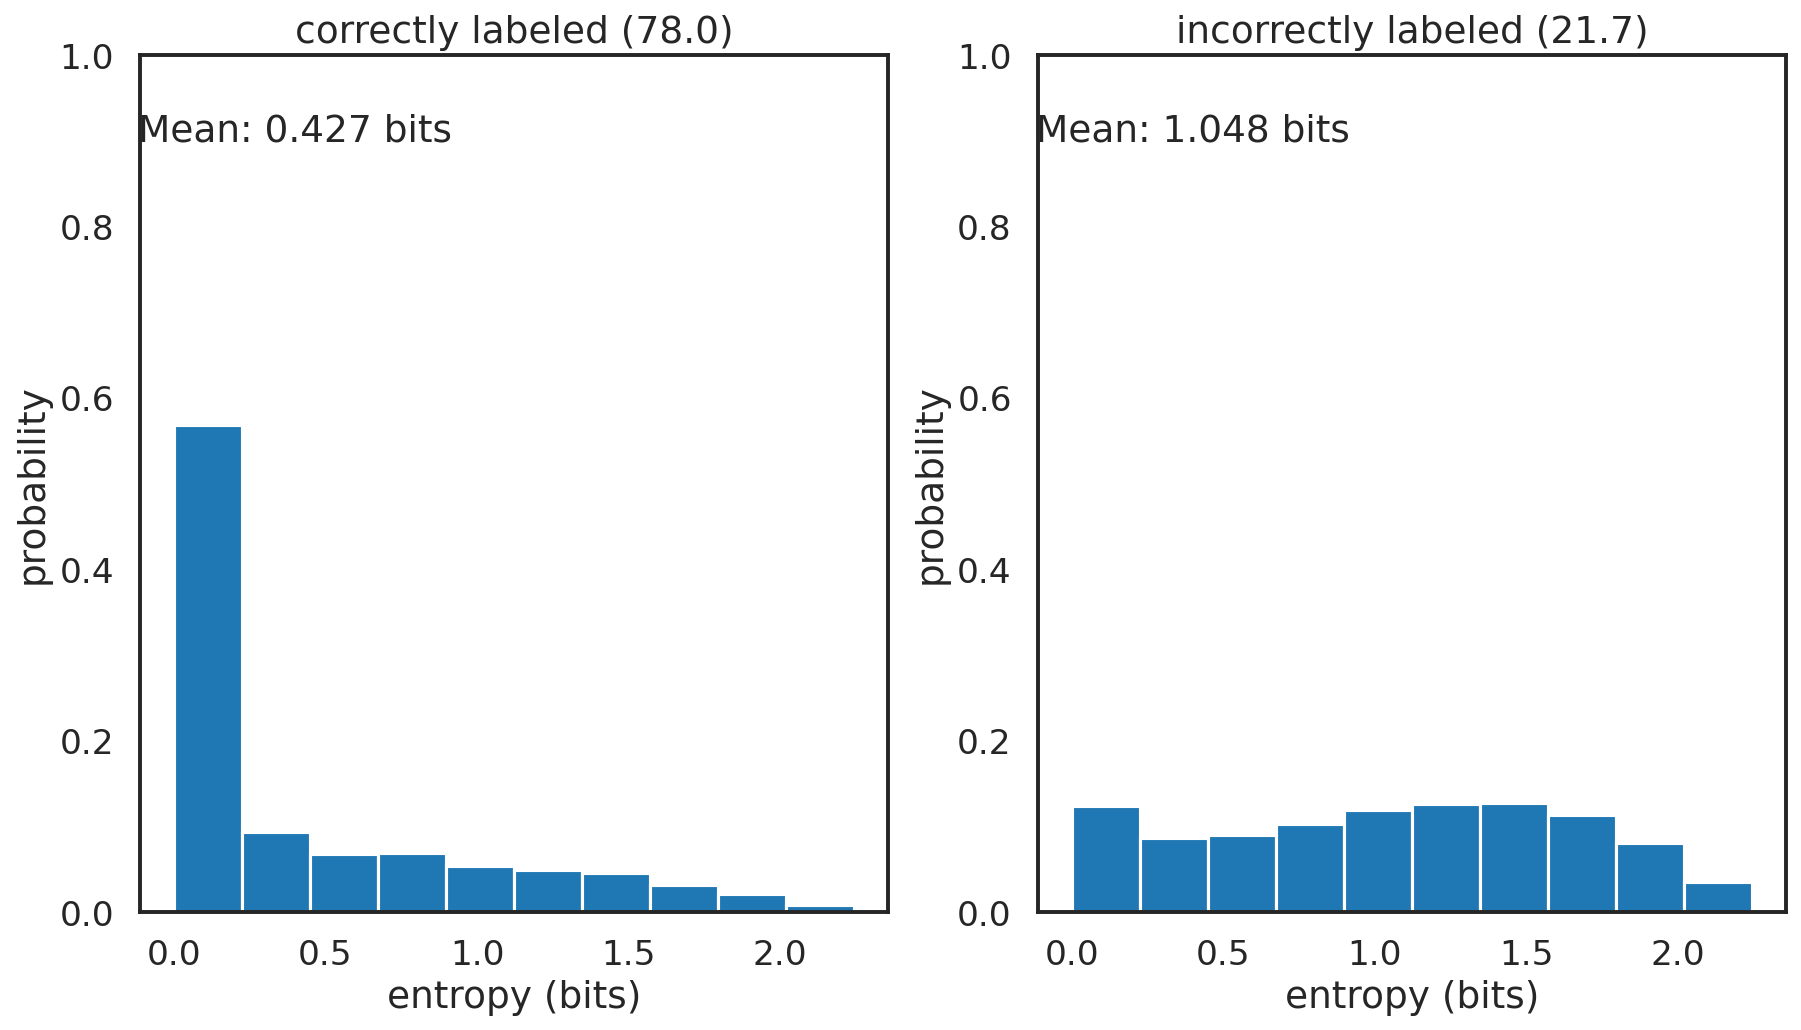 correctly labeled (78.0)
Mean: 0.427 bits
1.0
0.8
0.6
0.4
0.2
0.0
probability
0.0 0.5 1.0 1.5 2.0
entropy (bits)
incorrectly labeled (21.7)
Mean: 1.048 bits
1.0
0.8
0.6
0.4
0.2
0.0
probability
0.0 0.5 1.0 1.5 2.0
entropy (bits)